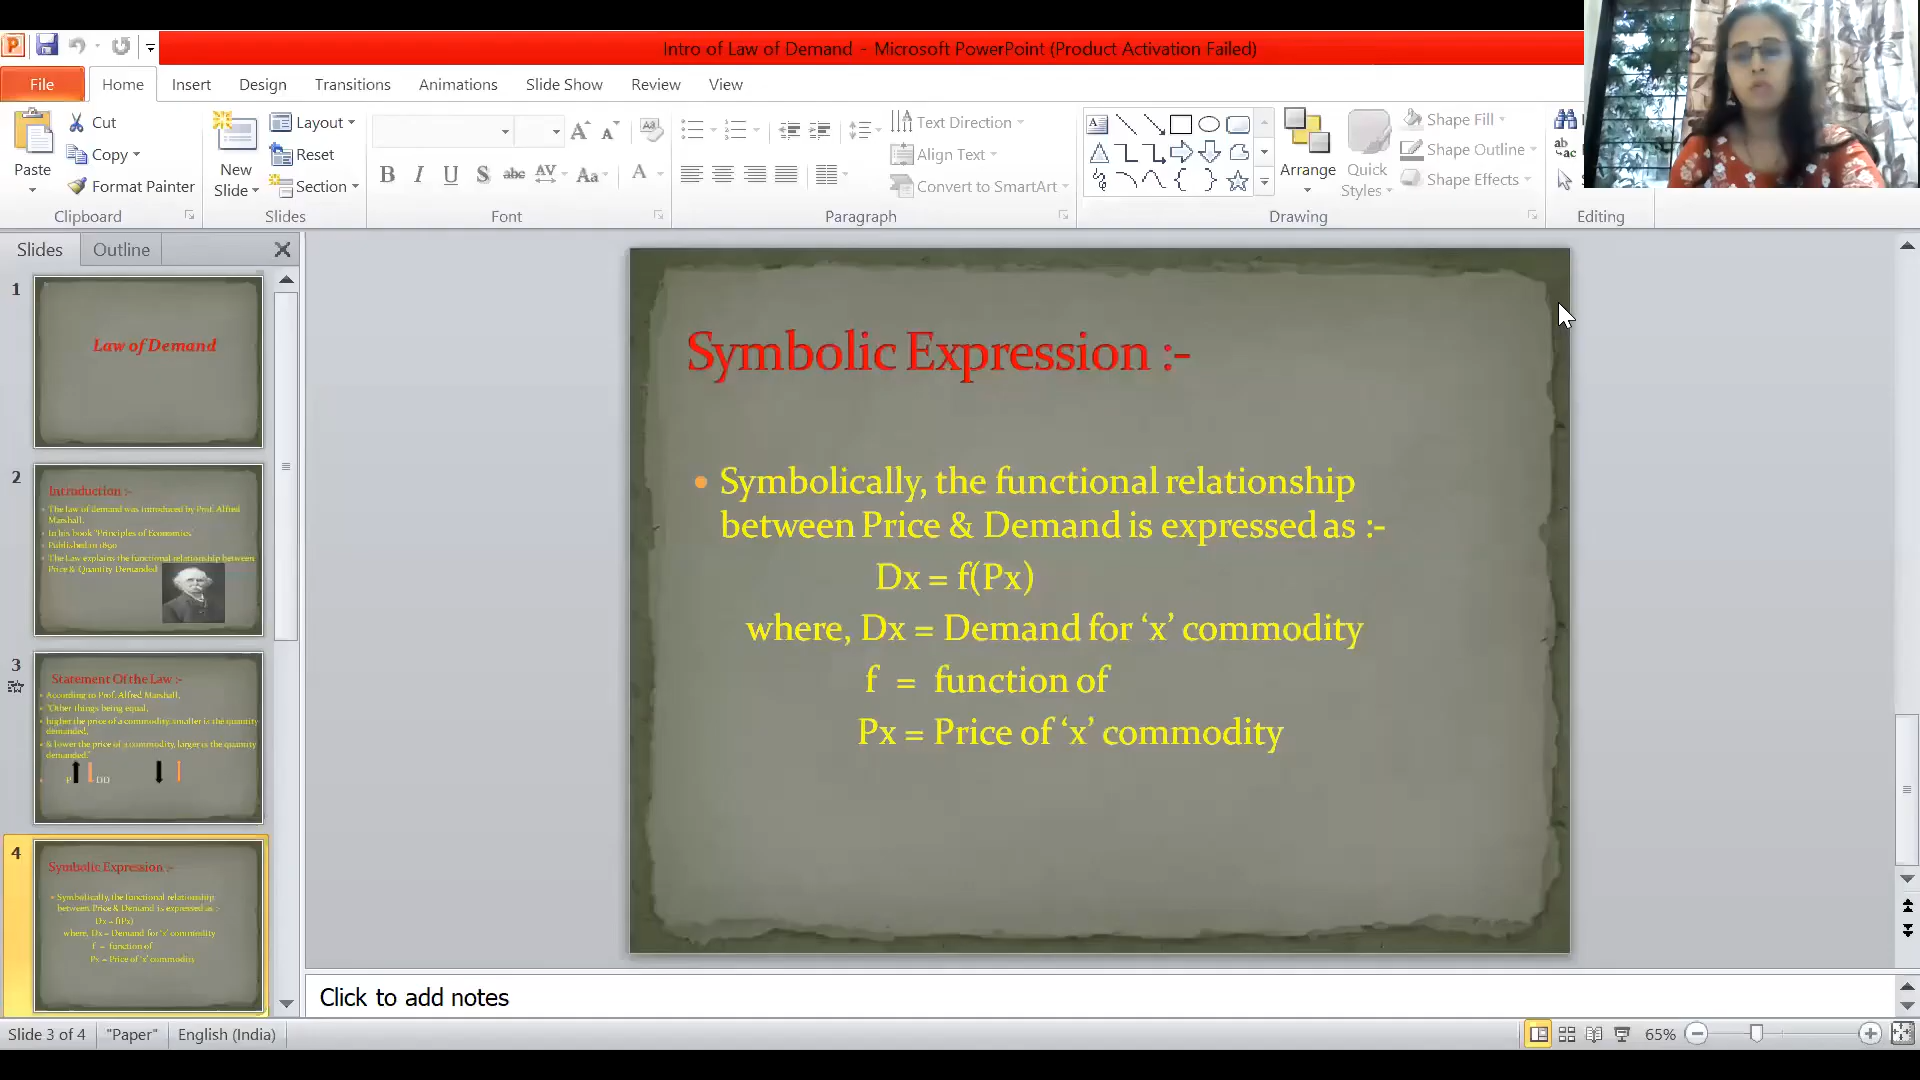 Intro of Law of Demand - Microsoft PowerPoint (Product Activation Failed)
File Home Insert Design Transitions Animations Slide Show Review View
Paste
Cut
Copy
Format Painter
Clipboard
New
Slide
Layout
Reset
Section
Slides
B I U S abc AV Aa A
Font
Text Direction
Align Text
Convert to SmartArt
Paragraph
Arrange
Quick
Styles
Shape Fill
Shape Outline
Shape Effects
Drawing
Editing
Slides Outline
1
Law of Demand
2
Introduction :-
The law of demand was introduced by Prof. Alfred
Marshall.
In his book 'Principles of Economics'
Published in 1890
The Law explains the functional relationship between
Price & Quantity Demanded
3
Statement Of the Law :-
According to Prof. Alfred Marshall,
"Other things being equal,
higher the price of a commodity, smaller is the quantity
demanded,
& lower the price of a commodity, larger is the quantity
demanded."
P DD
4
Symbolic Expression :-
Symbolically, the functional relationship
between Price & Demand is expressed as :-
Dx = f(Px)
where, Dx = Demand for 'x' commodity
f = function of
Px = Price of 'x' commodity
Symbolic Expression :-
Symbolically, the functional relationship
between Price & Demand is expressed as :-
Dx = f(Px)
where, Dx = Demand for ‘x’ commodity
f = function of
Px = Price of ‘x’ commodity
Click to add notes
Slide 3 of 4 "Paper" English (India) 65%